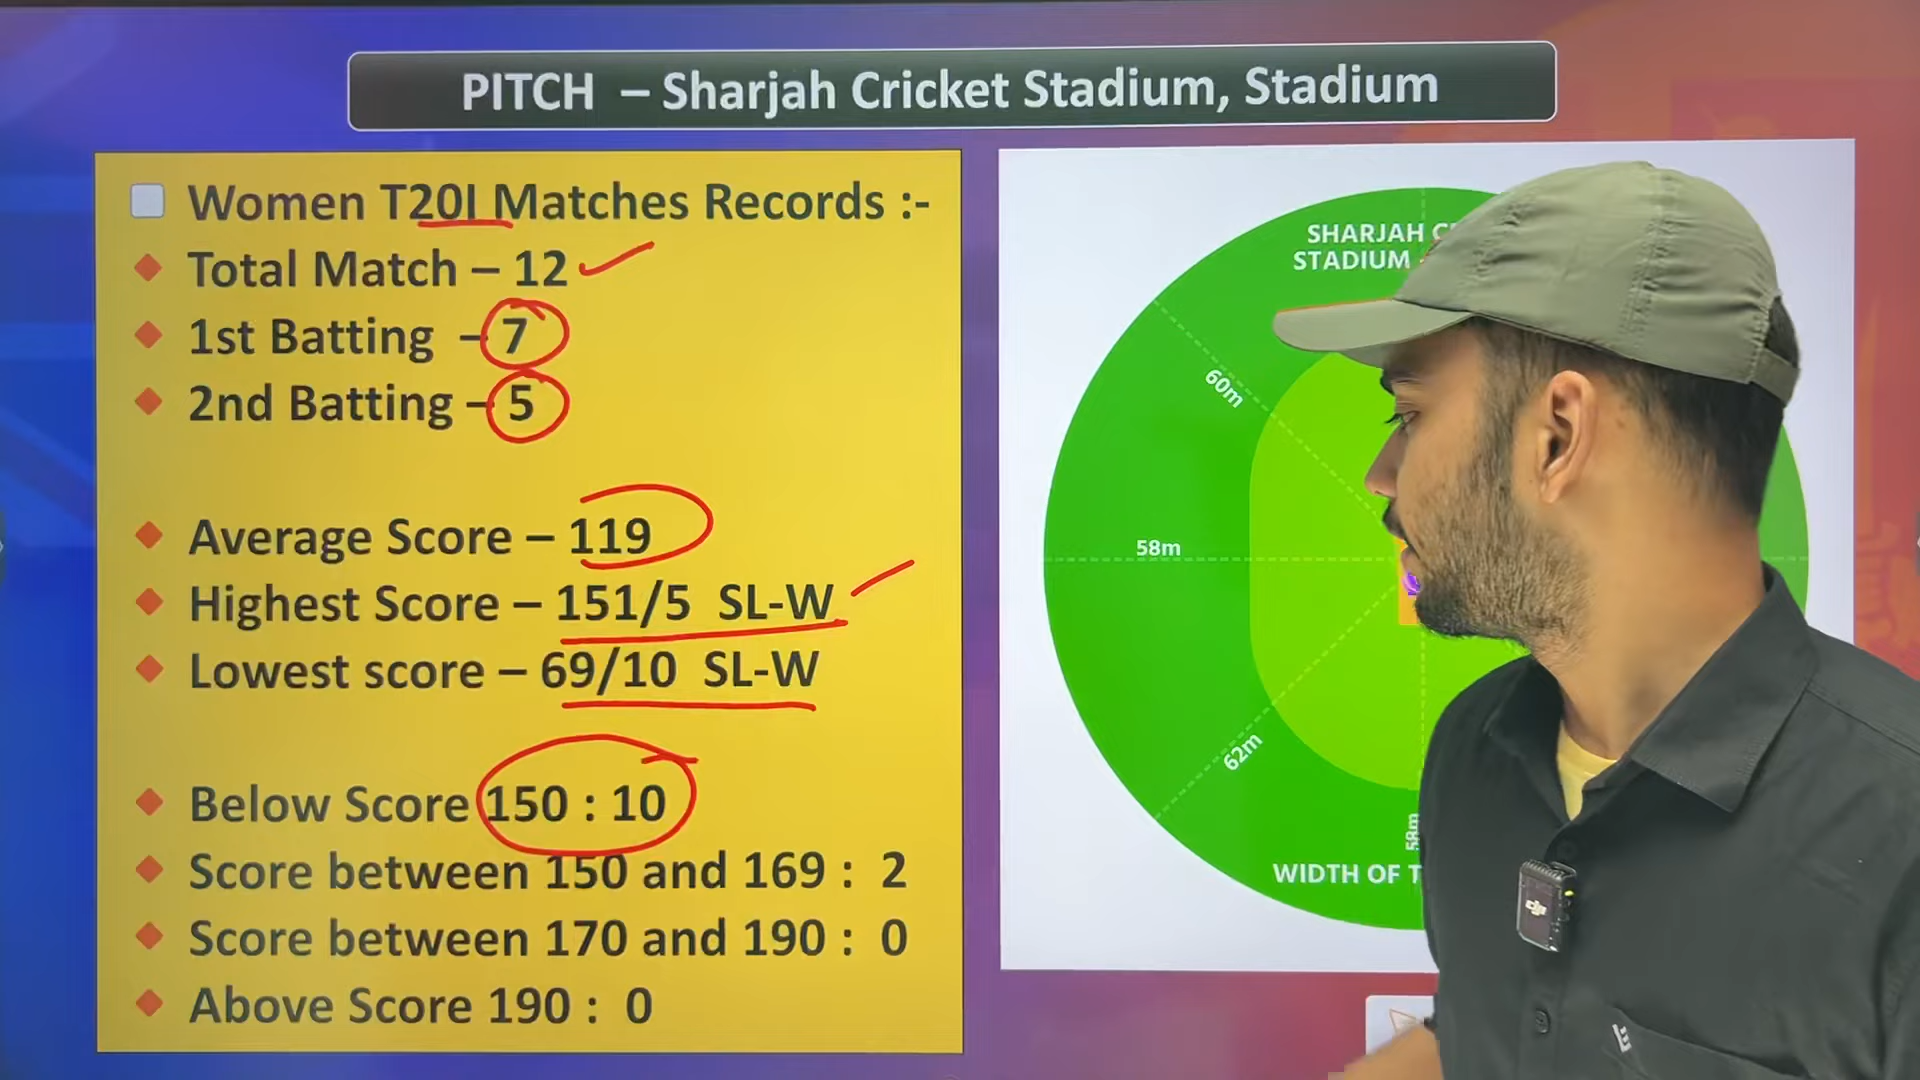 PITCH – Sharjah Cricket Stadium, Stadium
Women T20I Matches Records :-
Total Match – 12
1st Batting – 7
2nd Batting – 5
Average Score – 119
Highest Score – 151/5 SL-W
Lowest score – 69/10 SL-W
Below Score 150 : 10
Score between 150 and 169 : 2
Score between 170 and 190 : 0
Above Score 190 : 0
SHARJAH
STADIUM
60m
58m
62m
58m
WIDTH OF
dji